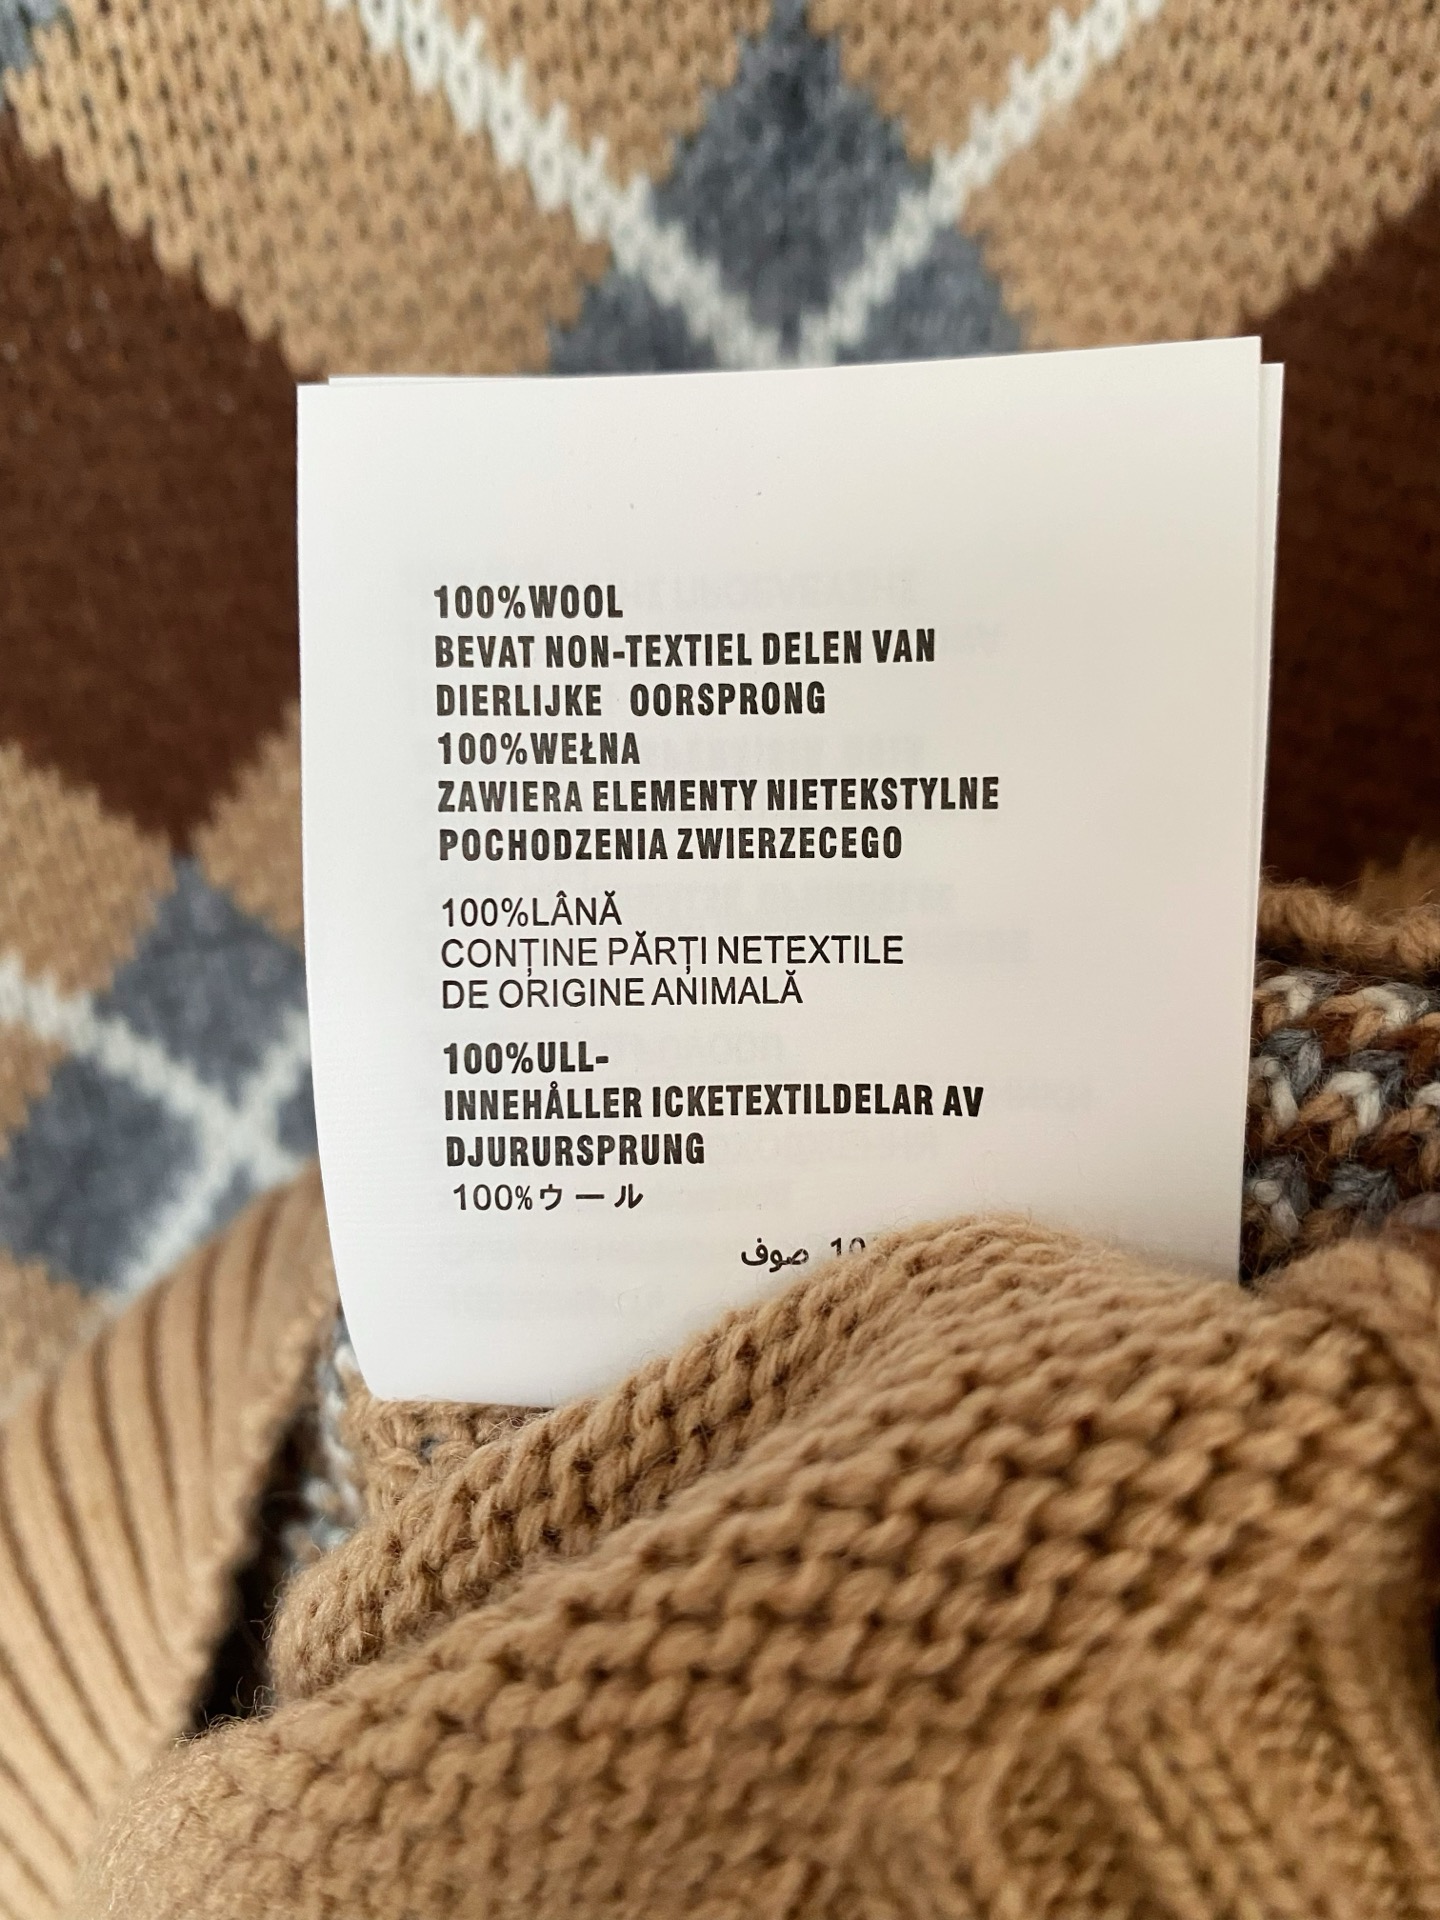 100%WOOL
BEVAT NON-TEXTIEL DELEN VAN
DIERLIJKE OORSPRONG
100%WEŁNA
ZAWIERA ELEMENTY NIETEKSTYLNE
POCHODZENIA ZWIERZECEGO
100%LÂNĂ
CONȚINE PĂRȚI NETEXTILE
DE ORIGINE ANIMALĂ
100%ULL-
INNEHÅLLER ICKETEXTILDELAR AV
DJURURSPRUNG
100%ウール
صوف